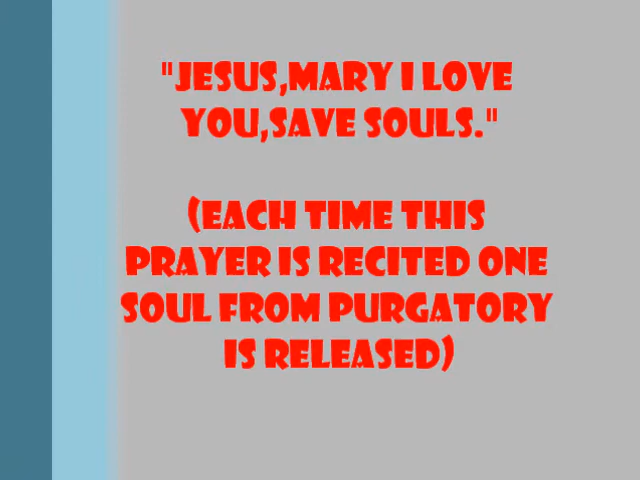 "JESUS,MARY I LOVE
YOU,SAVE SOULS."
(EACH TIME THIS
PRAYER IS RECITED ONE
SOUL FROM PURGATORY
IS RELEASED)